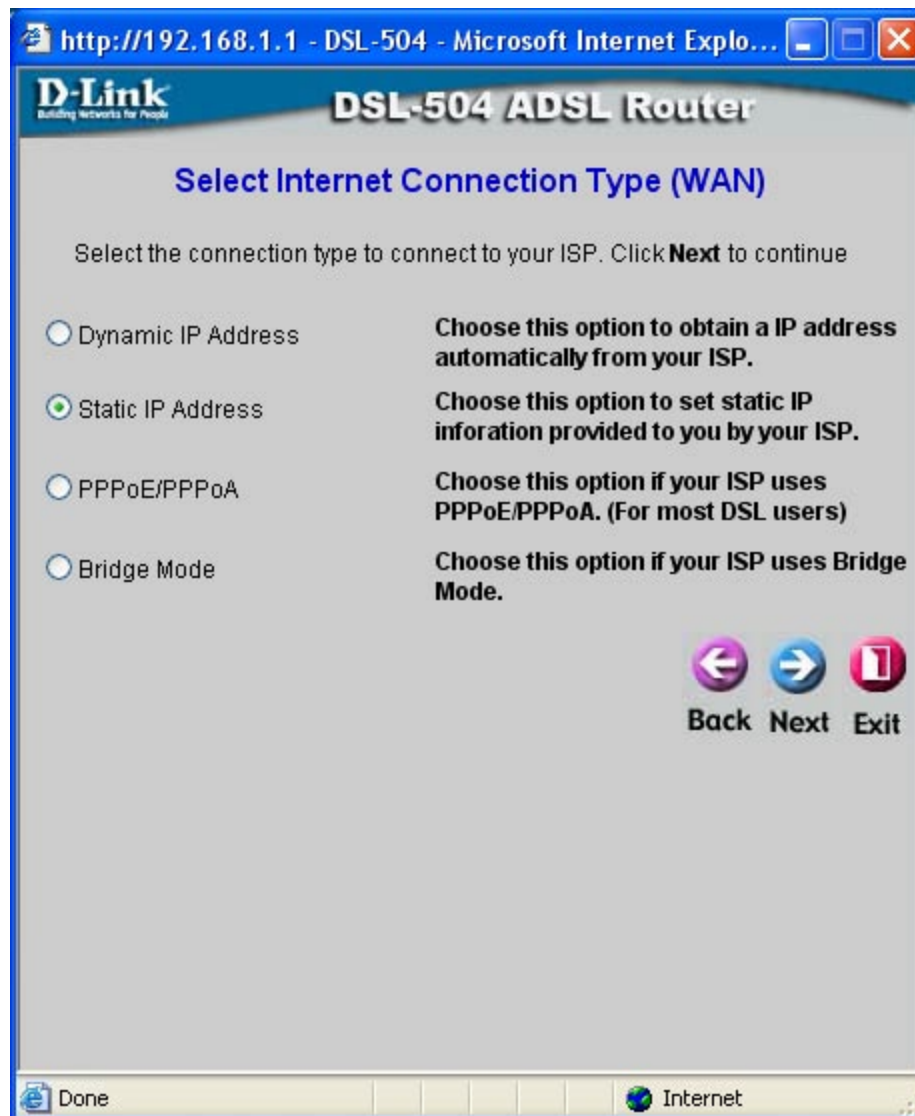 http://192.168.1.1 - DSL-504 - Microsoft Internet Explo...
D-Link
Building Networks for People
DSL-504 ADSL Router
Select Internet Connection Type (WAN)
Select the connection type to connect to your ISP. Click Next to continue
Dynamic IP Address
Choose this option to obtain a IP address
automatically from your ISP.
Static IP Address
Choose this option to set static IP
inforation provided to you by your ISP.
PPPoE/PPPoA
Choose this option if your ISP uses
PPPoE/PPPoA. (For most DSL users)
Bridge Mode
Choose this option if your ISP uses Bridge
Mode.
Back Next Exit
Done
Internet